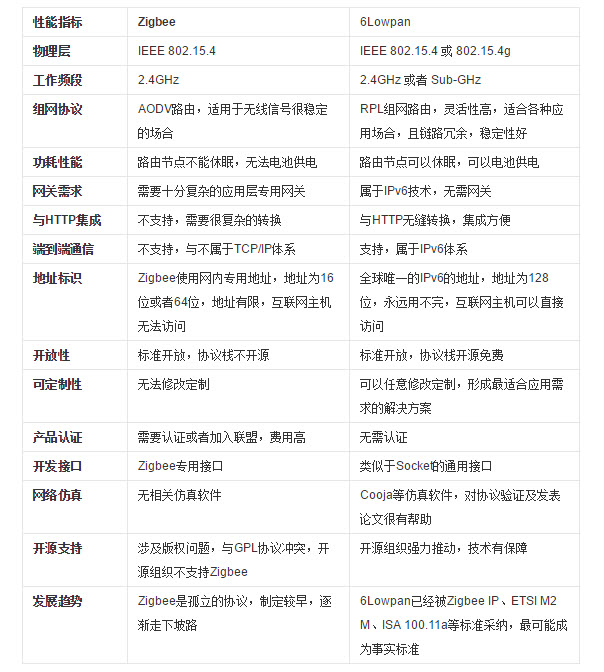 性能指标 Zigbee 6Lowpan
物理层 IEEE 802.15.4 IEEE 802.15.4 或 802.15.4g
工作频段 2.4GHz 2.4GHz 或者 Sub-GHz
组网协议 AODV路由，适用于无线信号很稳定 RPL组网路由，灵活性高，适合各种应
的场合 用场合，且链路冗余，稳定性好
功耗性能 路由节点不能休眠，无法电池供电 路由节点可以休眠，可以电池供电
网关需求 需要十分复杂的应用层专用网关 属于IPv6技术，无需网关
与HTTP集成 不支持，需要很复杂的转换 与HTTP无缝转换，集成方便
端到端通信 不支持，与不属于TCP/IP体系 支持，属于IPv6体系
地址标识 Zigbee使用网内专用地址，地址为16 全球唯一的IPv6的地址，地址为128
位或者64位，地址有限，互联网主机 位，永远用不完，互联网主机可以直接
无法访问 访问
开放性 标准开放，协议栈不开源 标准开放，协议栈开源免费
可定制性 无法修改定制 可以任意修改定制，形成最适合应用需
求的解决方案
产品认证 需要认证或者加入联盟，费用高 无需认证
开发接口 Zigbee专用接口 类似于Socket的通用接口
网络仿真 无相关仿真软件 Cooja等仿真软件，对协议验证及发表
论文很有帮助
开源支持 涉及版权问题，与GPL协议冲突，开 开源组织强力推动，技术有保障
源组织不支持Zigbee
发展趋势 Zigbee是孤立的协议，制定较早，逐 6Lowpan已经被Zigbee IP、ETSI M2
渐走下坡路 M、ISA 100.11a等标准采纳，最可能成
为事实标准